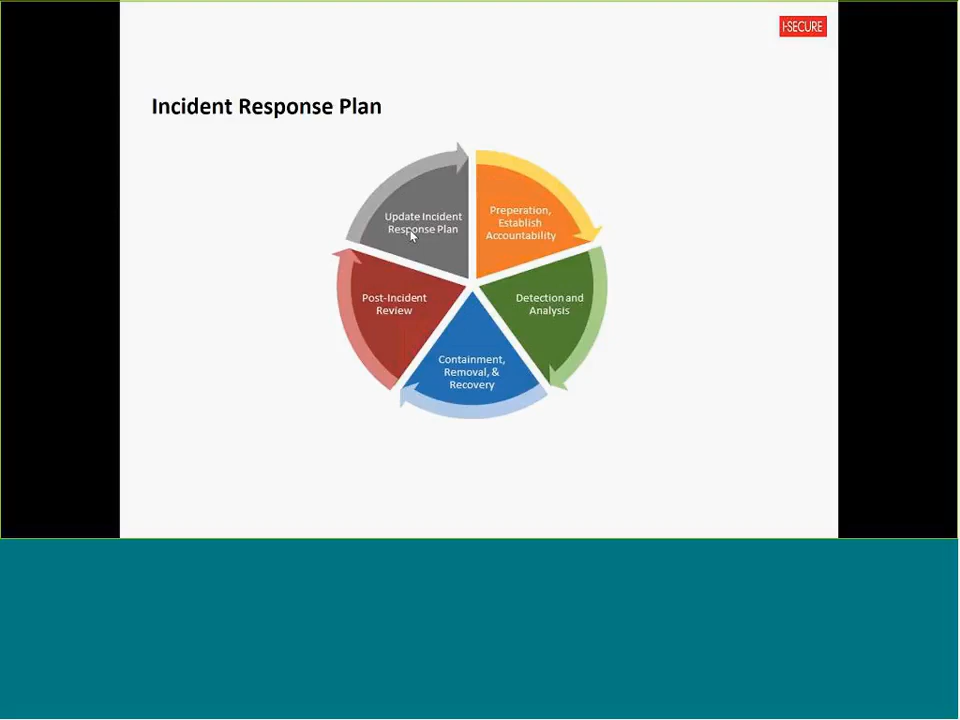 I-SECURE
Incident Response Plan
Update Incident
Response Plan
Preperation,
Establish
Accountability
Post-Incident
Review
Detection and
Analysis
Containment,
Removal, &
Recovery